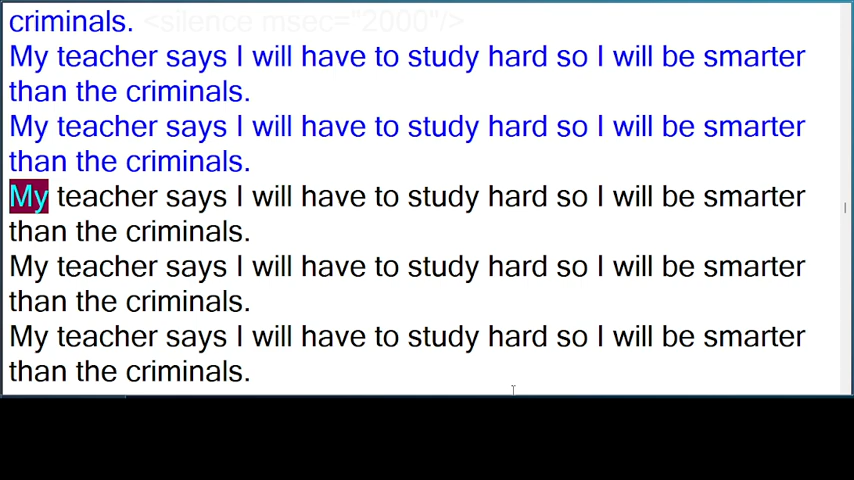 criminals. <silence msec="2000"/>
My teacher says I will have to study hard so I will be smarter
than the criminals.
My teacher says I will have to study hard so I will be smarter
than the criminals.
My teacher says I will have to study hard so I will be smarter
than the criminals.
My teacher says I will have to study hard so I will be smarter
than the criminals.
My teacher says I will have to study hard so I will be smarter
than the criminals.